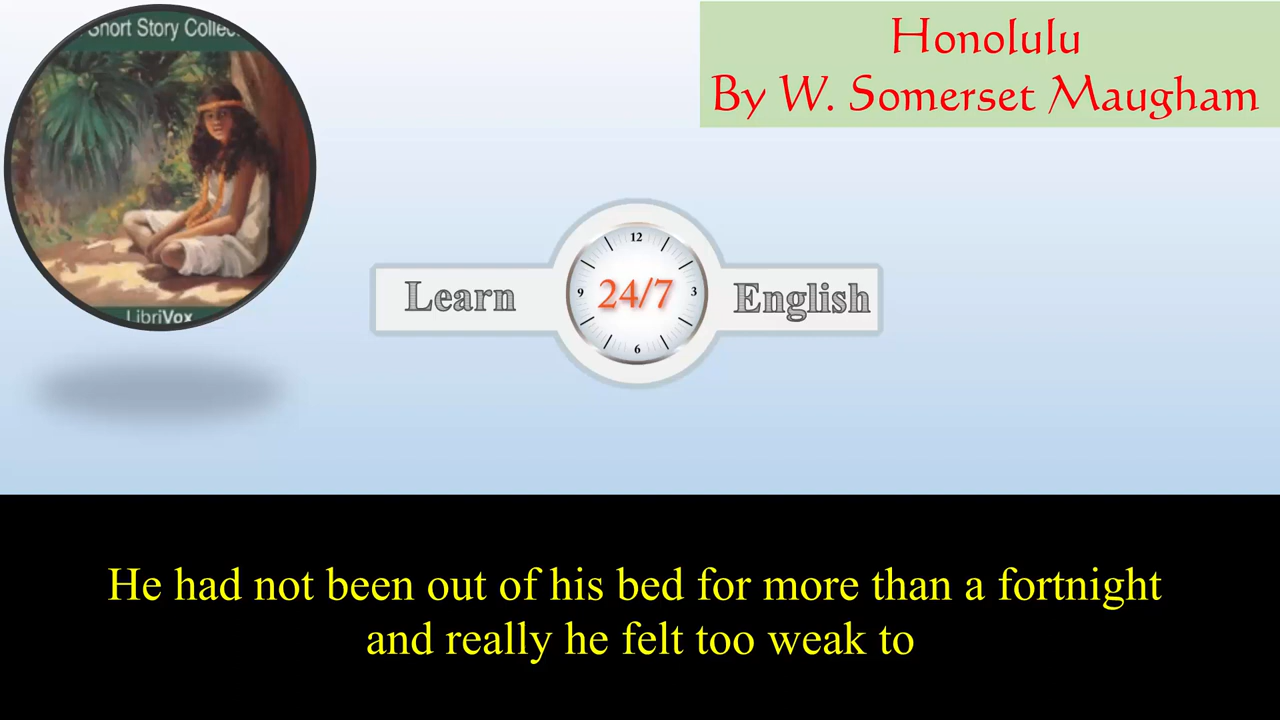 Short Story Collec
Honolulu
By W. Somerset Maugham
12
Learn 24/7 English
9
3
6
LibriVox
He had not been out of his bed for more than a fortnight
and really he felt too weak to